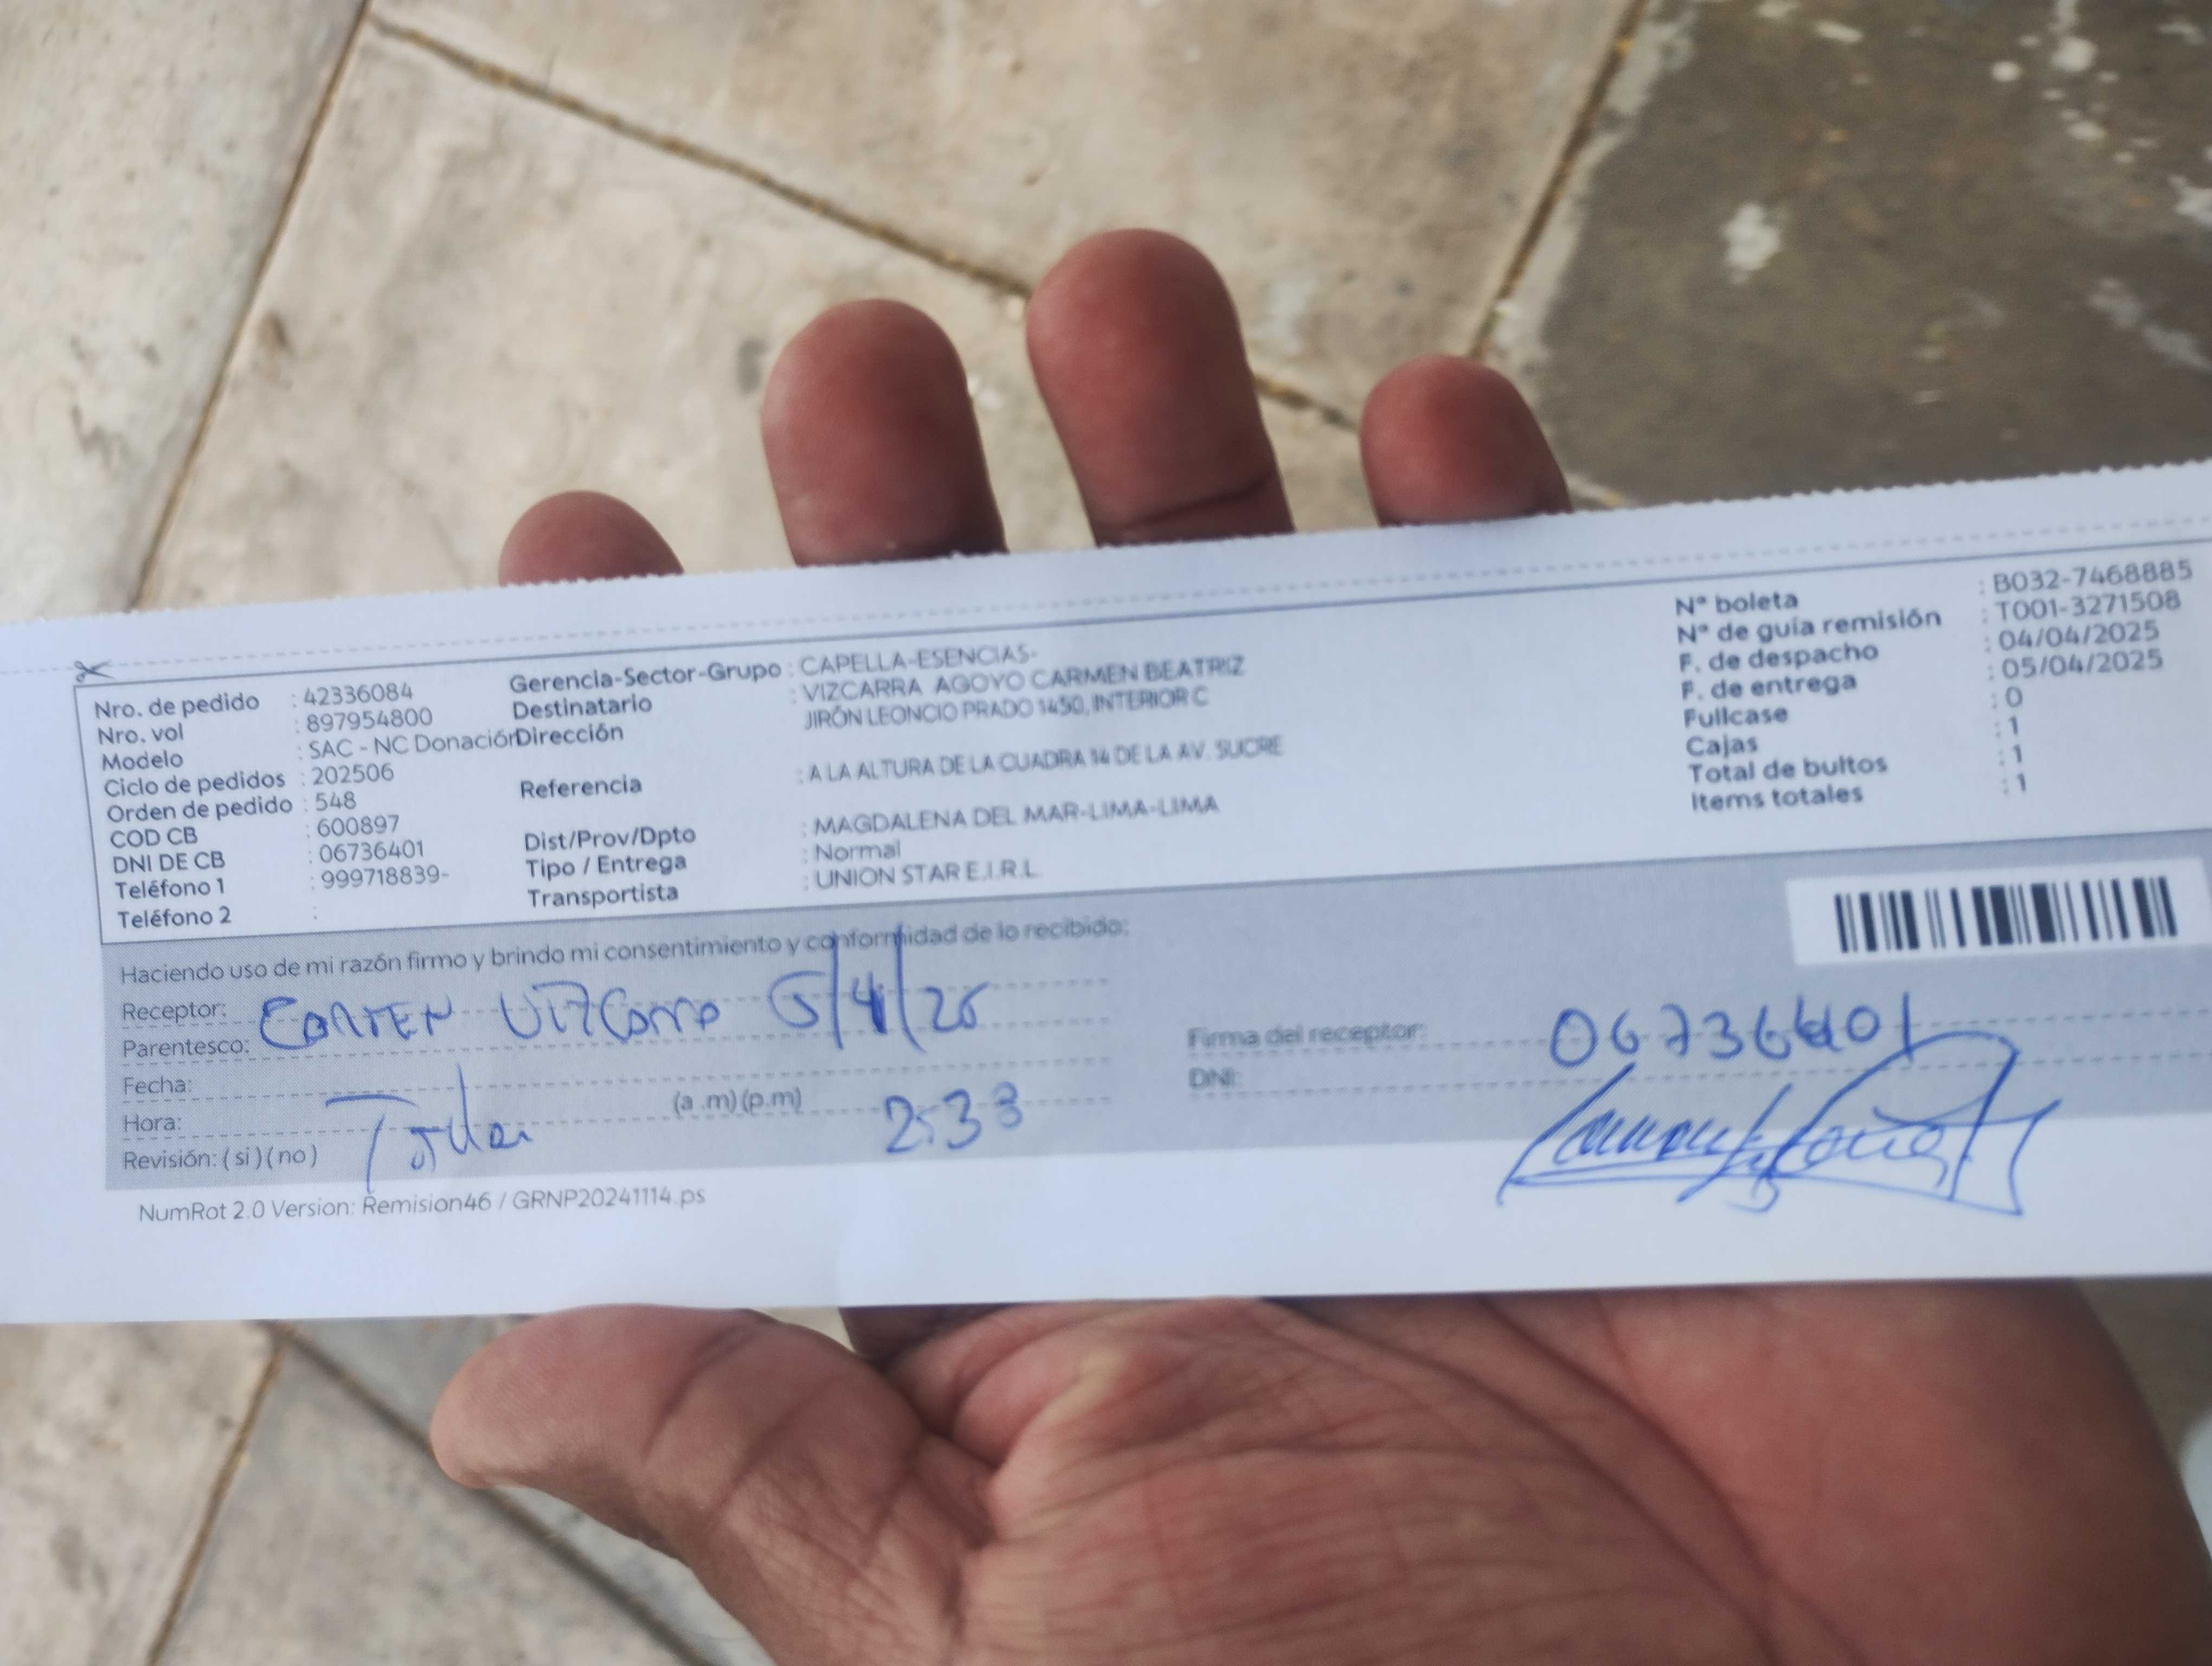 Nro. de pedido : 42336084
Nro. vol : 897954800
Modelo : SAC - NC Donación
Ciclo de pedidos : 202506
Orden de pedido : 548
COD CB : 600897
DNI DE CB : 06736401
Teléfono 1 : 999718839-
Teléfono 2 :
Gerencia-Sector-Grupo : CAPELLA-ESENCIAS-
Destinatario : VIZCARRA AGOYO CARMEN BEATRIZ
Dirección JIRÓN LEONCIO PRADO 1450, INTERIOR C
Referencia : A LA ALTURA DE LA CUADRA 14 DE LA AV. SUCRE
Dist/Prov/Dpto : MAGDALENA DEL MAR-LIMA-LIMA
Tipo / Entrega : Normal
Transportista : UNION STAR E.I.R.L.
N° boleta : B032-7468885
N° de guía remisión : T001-3271508
F. de despacho : 04/04/2025
F. de entrega : 05/04/2025
Fullcase : 0
Cajas : 1
Total de bultos : 1
Items totales : 1
Haciendo uso de mi razón firmo y brindo mi consentimiento y conformidad de lo recibido:
Receptor: 5/4/25
Parentesco:
Fecha:
Hora: (a .m) (p.m) 2:33
Revisión: ( si ) ( no )
Firma del receptor: 06736401
DNI:
NumRot 2.0 Version: Remision46 / GRNP20241114.ps